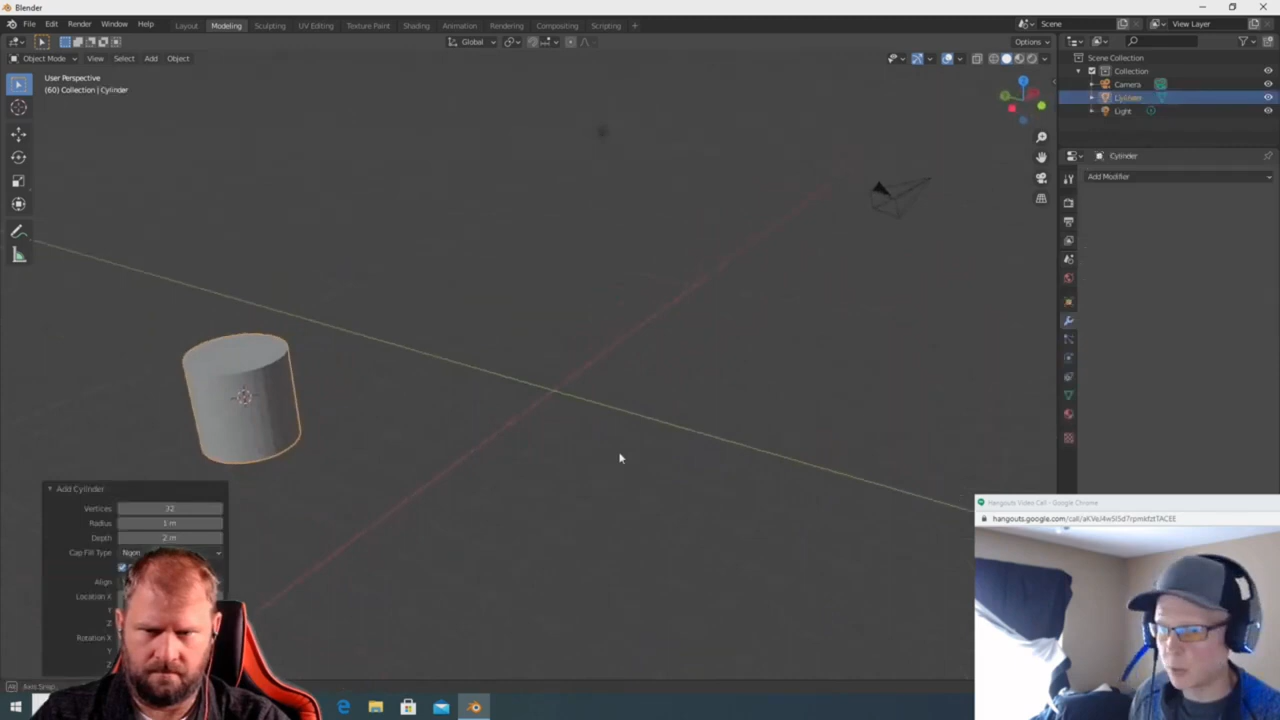 Blender
File Edit Render Window Help
Layout Modeling Sculpting UV Editing Texture Paint Shading Animation Rendering Compositing Scripting +
Scene
View Layer
Global
Options
Object Mode View Select Add Object
User Perspective
(60) Collection | Cylinder
Scene Collection
Collection
Camera
Cylinder
Light
Cylinder
Add Modifier
Add Cylinder
Vertices 32
Radius 1 m
Depth 2 m
Cap Fill Type Ngon
Align
Location X
Y
Z
Rotation X
Y
Z
Hangouts Video Call - Google Chrome
Alt Axis Snap